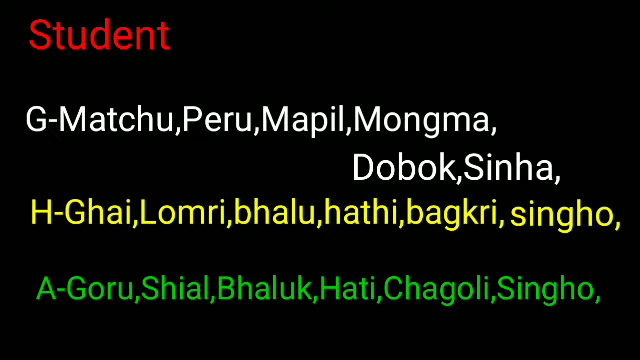 Student
G-Matchu,Peru,Mapil,Mongma,
Dobok,Sinha,
H-Ghai,Lomri,bhalu,hathi,bagkri, singho,
A-Goru,Shial,Bhaluk,Hati,Chagoli,Singho,